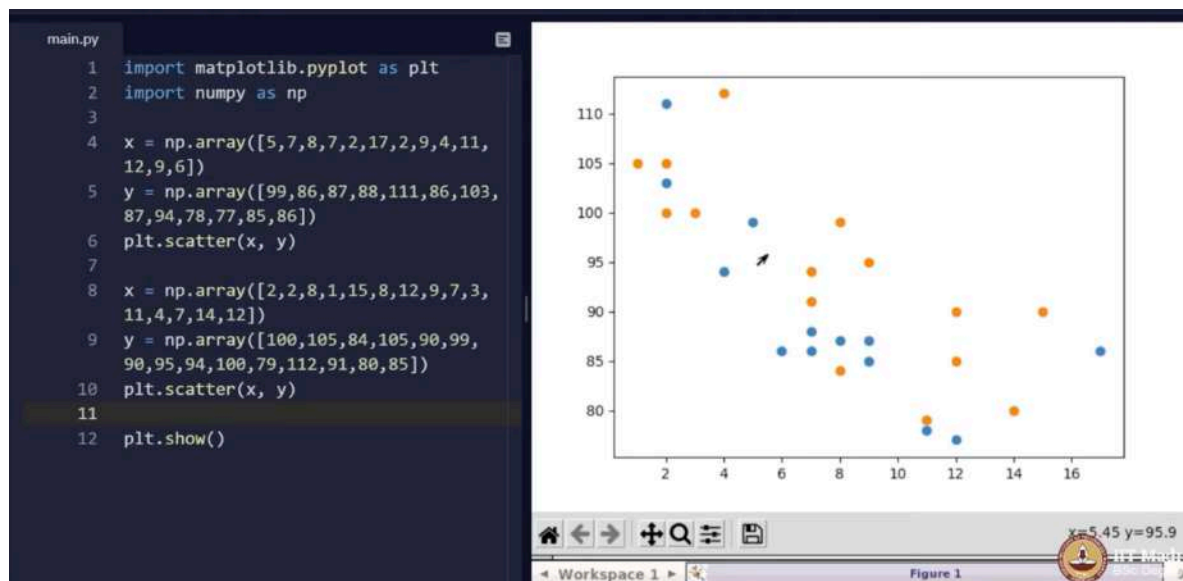 main.py
1 import matplotlib.pyplot as plt
2 import numpy as np
3
4 x = np.array([5,7,8,7,2,17,2,9,4,11,
12,9,6])
5 y = np.array([99,86,87,88,111,86,103,
87,94,78,77,85,86])
6 plt.scatter(x, y)
7
8 x = np.array([2,2,8,1,15,8,12,9,7,3,
11,4,7,14,12])
9 y = np.array([100,105,84,105,90,99,
90,95,94,100,79,112,91,80,85])
10 plt.scatter(x, y)
11
12 plt.show()
110
105
100
95
90
85
80
2 4 6 8 10 12 14 16
x=5.45 y=95.9
Workspace 1
Figure 1